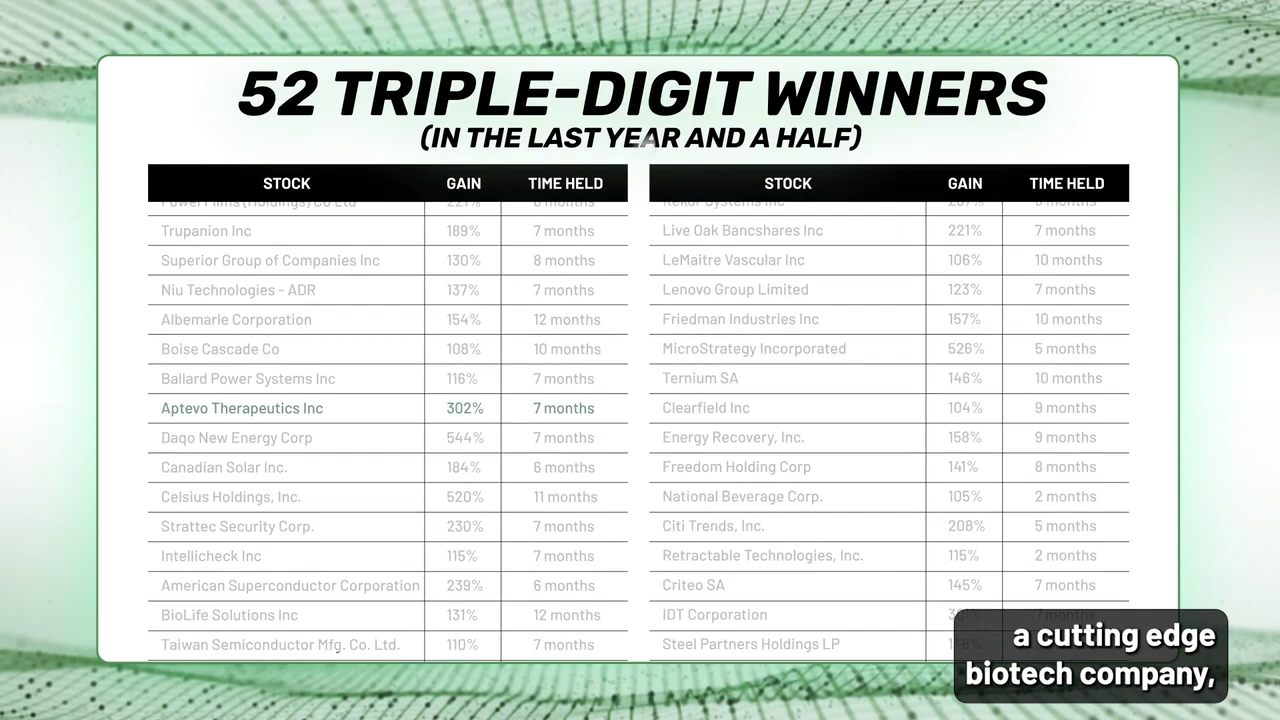 52 TRIPLE-DIGIT WINNERS
(IN THE LAST YEAR AND A HALF)
STOCK GAIN TIME HELD
Trupanion Inc 189% 7 months
Superior Group of Companies Inc 130% 8 months
Niu Technologies - ADR 137% 7 months
Albemarle Corporation 154% 12 months
Boise Cascade Co 108% 10 months
Ballard Power Systems Inc 116% 7 months
Aptevo Therapeutics Inc 302% 7 months
Daqo New Energy Corp 544% 7 months
Canadian Solar Inc. 184% 6 months
Celsius Holdings, Inc. 520% 11 months
Strattec Security Corp. 230% 7 months
Intellicheck Inc 115% 7 months
American Superconductor Corporation 239% 6 months
BioLife Solutions Inc 131% 12 months
Taiwan Semiconductor Mfg. Co. Ltd. 110% 7 months
STOCK GAIN TIME HELD
Live Oak Bancshares Inc 221% 7 months
LeMaitre Vascular Inc 106% 10 months
Lenovo Group Limited 123% 7 months
Friedman Industries Inc 157% 10 months
MicroStrategy Incorporated 526% 5 months
Ternium SA 146% 10 months
Clearfield Inc 104% 9 months
Energy Recovery, Inc. 158% 9 months
Freedom Holding Corp 141% 8 months
National Beverage Corp. 105% 2 months
Citi Trends, Inc. 208% 5 months
Retractable Technologies, Inc. 115% 2 months
Criteo SA 145% 7 months
IDT Corporation 7 months
Steel Partners Holdings LP
a cutting edge
biotech company,